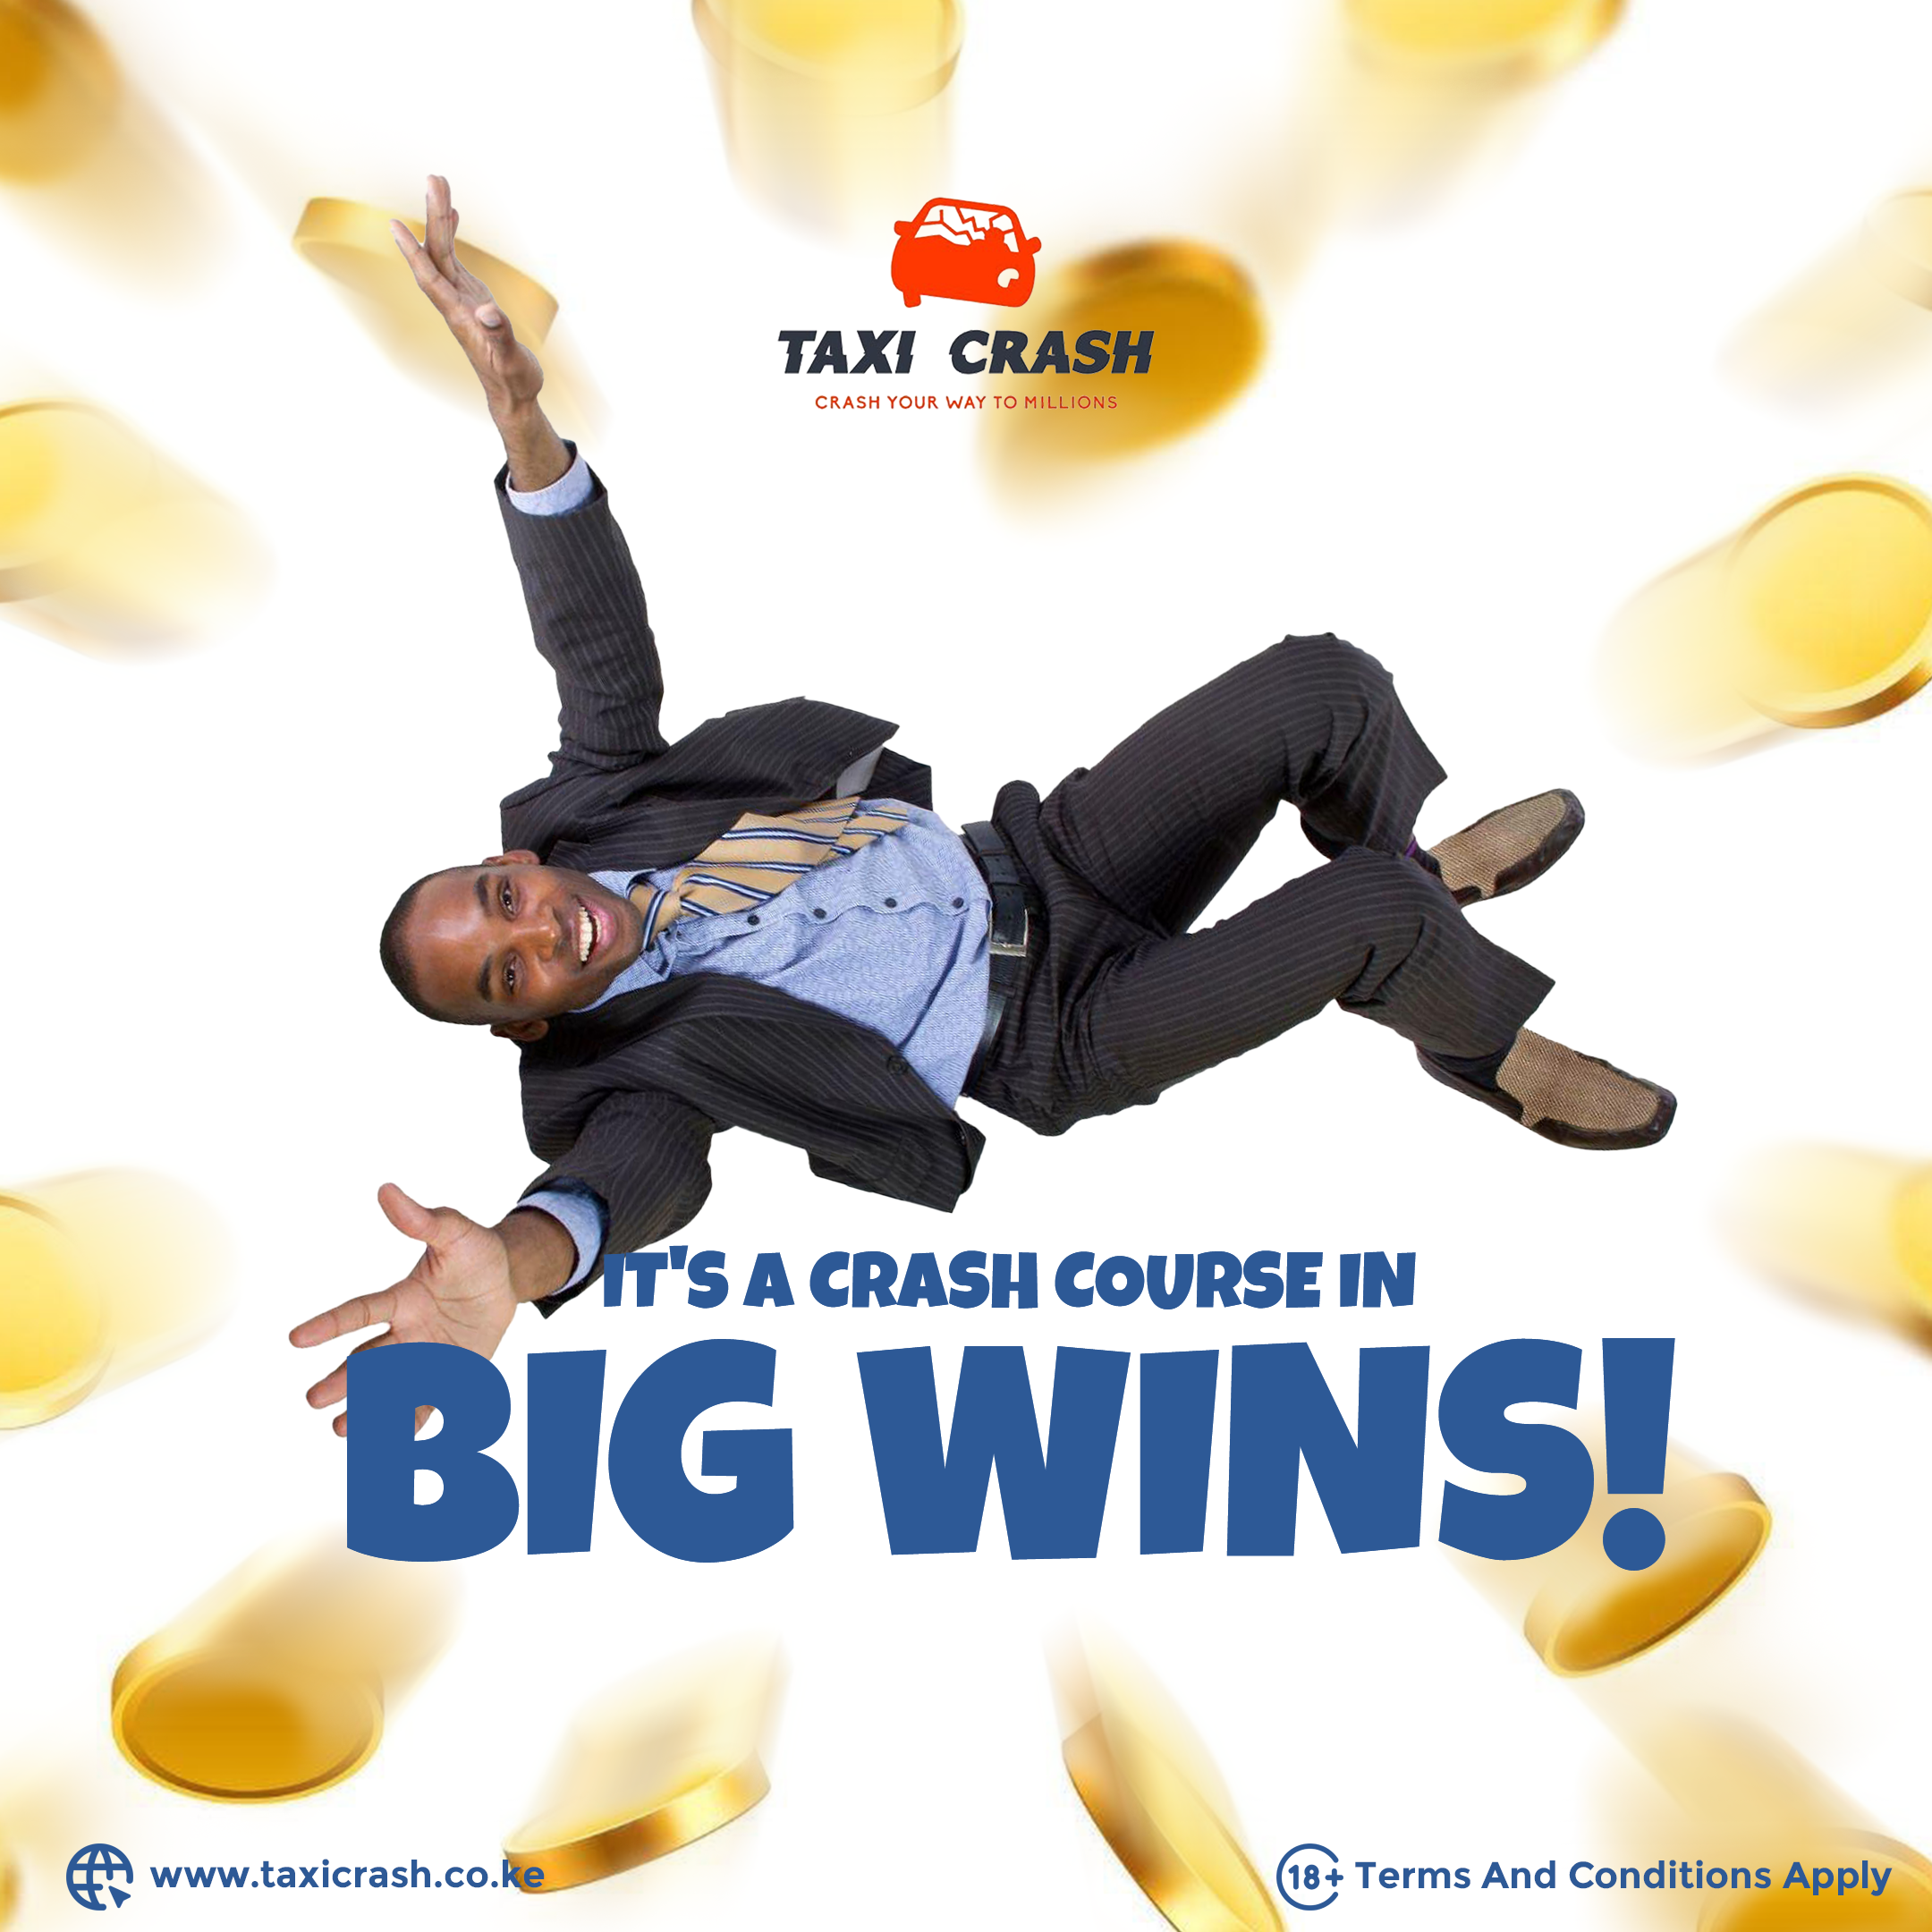 TAXI CRASH
CRASH YOUR WAY TO MILLIONS
IT'S A CRASH COURSE IN
BIG WINS!
www.taxicrash.co.ke
18+ Terms And Conditions Apply